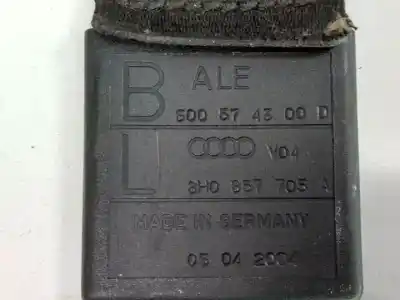 B ALE
600 57 43 00 D
L V04
8H0 857 705 A
MADE IN GERMANY
05 04 2004